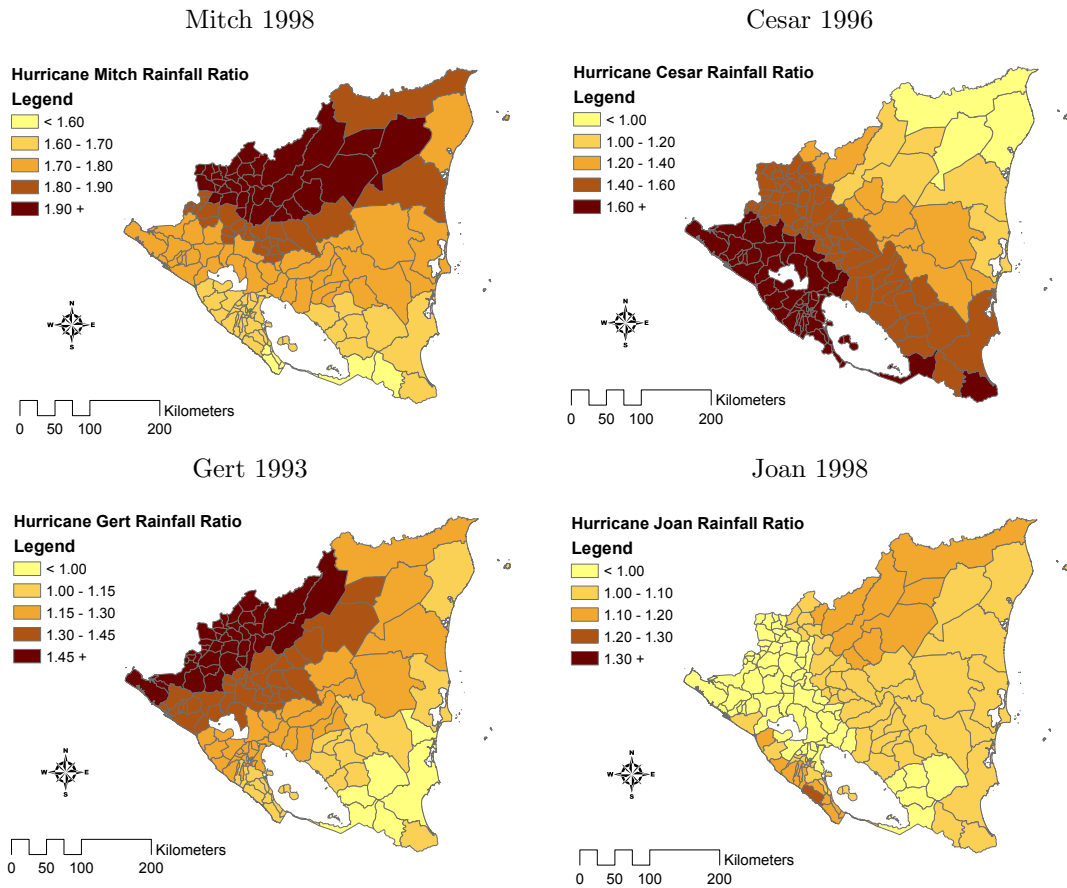 Mitch 1998
Hurricane Mitch Rainfall Ratio
Legend
< 1.60
1.60 - 1.70
1.70 - 1.80
1.80 - 1.90
1.90 +
N
W E
S
Kilometers
0 50 100 200
Cesar 1996
Hurricane Cesar Rainfall Ratio
Legend
< 1.00
1.00 - 1.20
1.20 - 1.40
1.40 - 1.60
1.60 +
N
W E
S
Kilometers
0 50 100 200
Gert 1993
Hurricane Gert Rainfall Ratio
Legend
< 1.00
1.00 - 1.15
1.15 - 1.30
1.30 - 1.45
1.45 +
N
W E
S
Kilometers
0 50 100 200
Joan 1998
Hurricane Joan Rainfall Ratio
Legend
< 1.00
1.00 - 1.10
1.10 - 1.20
1.20 - 1.30
1.30 +
N
W E
S
Kilometers
0 50 100 200